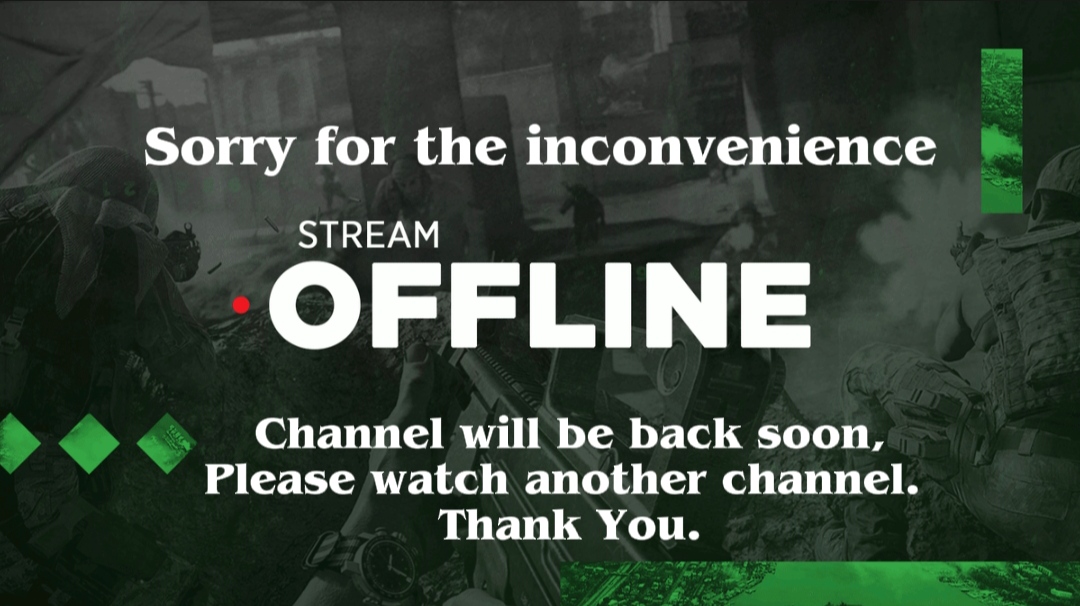 Sorry for the inconvenience
STREAM
OFFLINE
Channel will be back soon,
Please watch another channel.
Thank You.